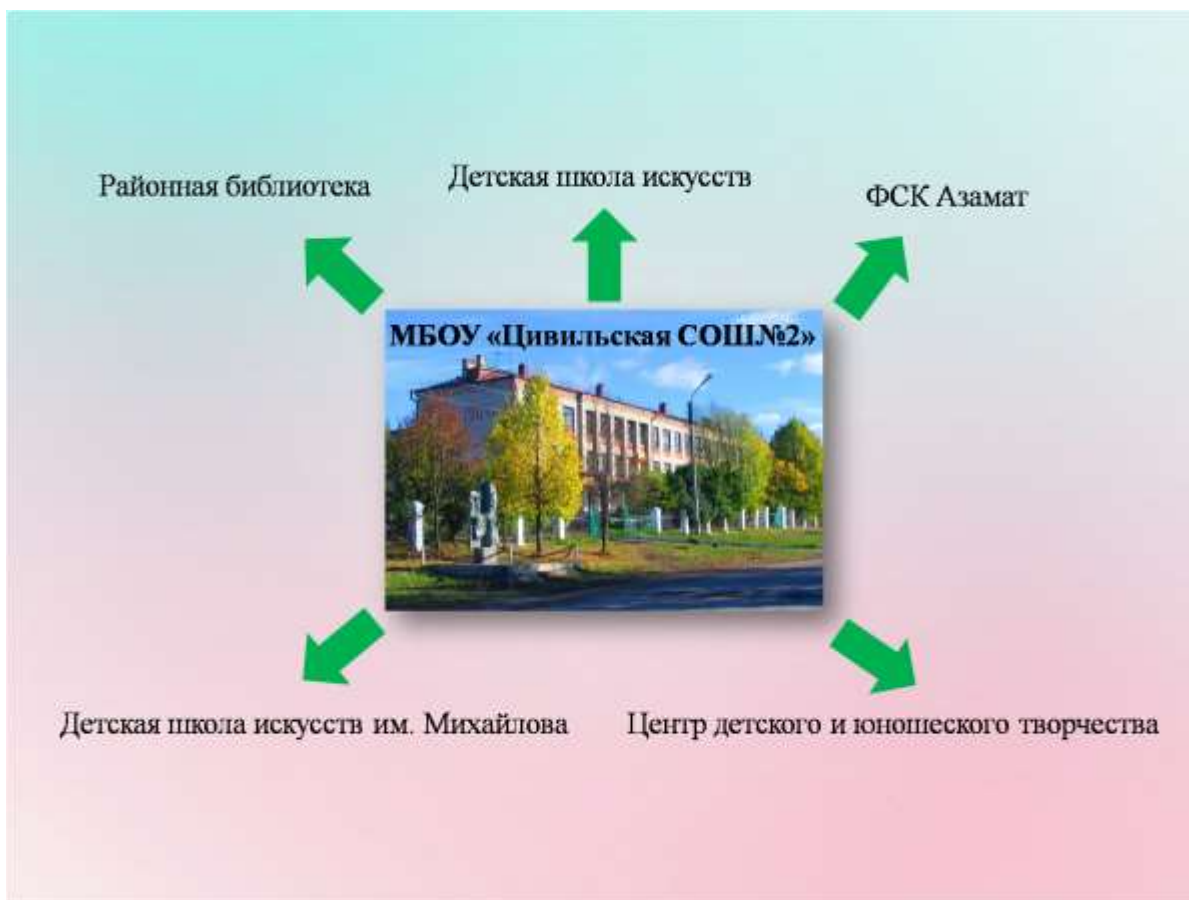 Районная библиотека
Детская школа искусств
ФСК Азамат
МБОУ «Цивильская СОШ№2»
Детская школа искусств им. Михайлова
Центр детского и юношеского творчества